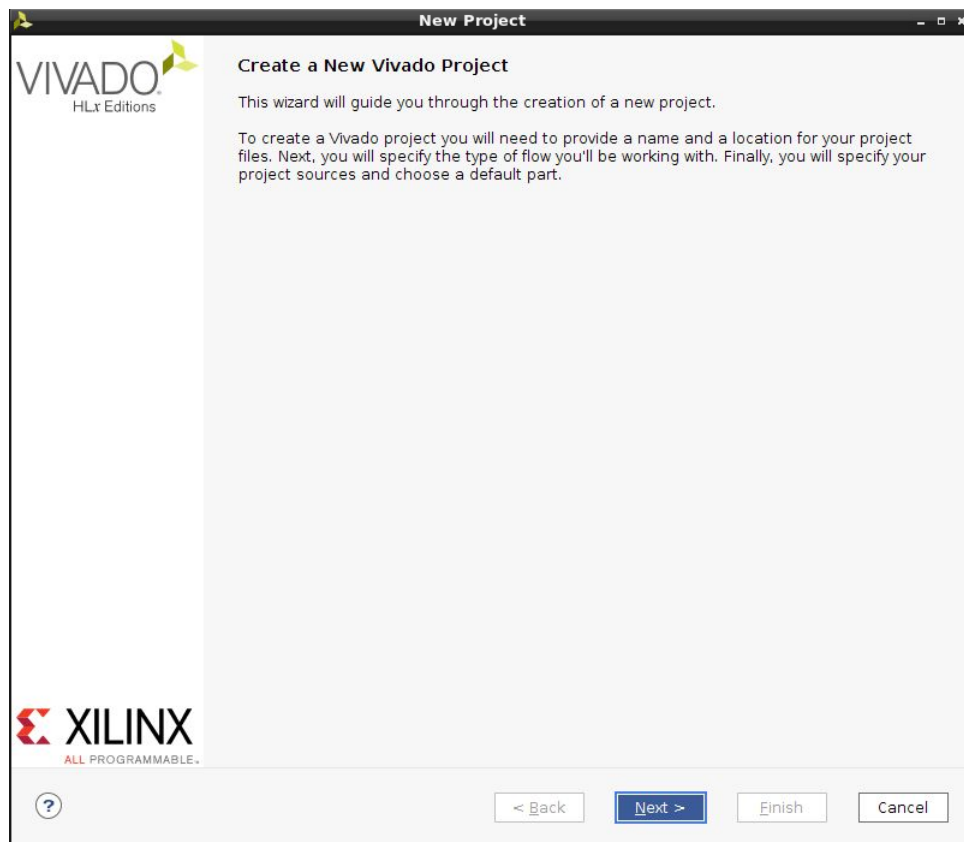 New Project
VIVADO
HLx Editions
Create a New Vivado Project
This wizard will guide you through the creation of a new project.
To create a Vivado project you will need to provide a name and a location for your project
files. Next, you will specify the type of flow you'll be working with. Finally, you will specify your
project sources and choose a default part.
XILINX
ALL PROGRAMMABLE.
? < Back Next > Finish Cancel